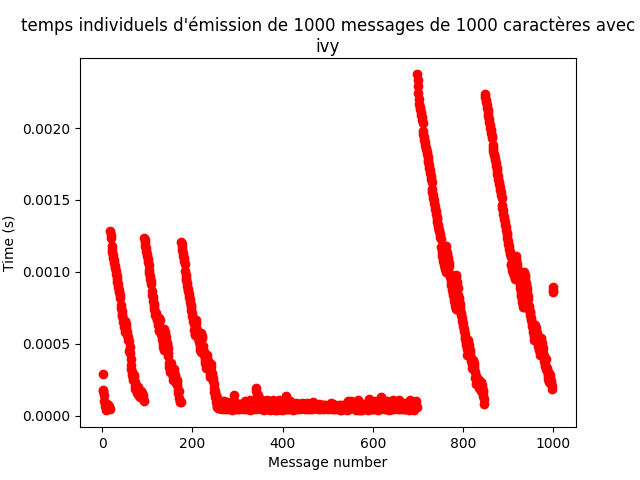 temps individuels d'émission de 1000 messages de 1000 caractères avec
ivy
0.0020
0.0015
0.0010
0.0005
0.0000
Time (s)
0 200 400 600 800 1000
Message number